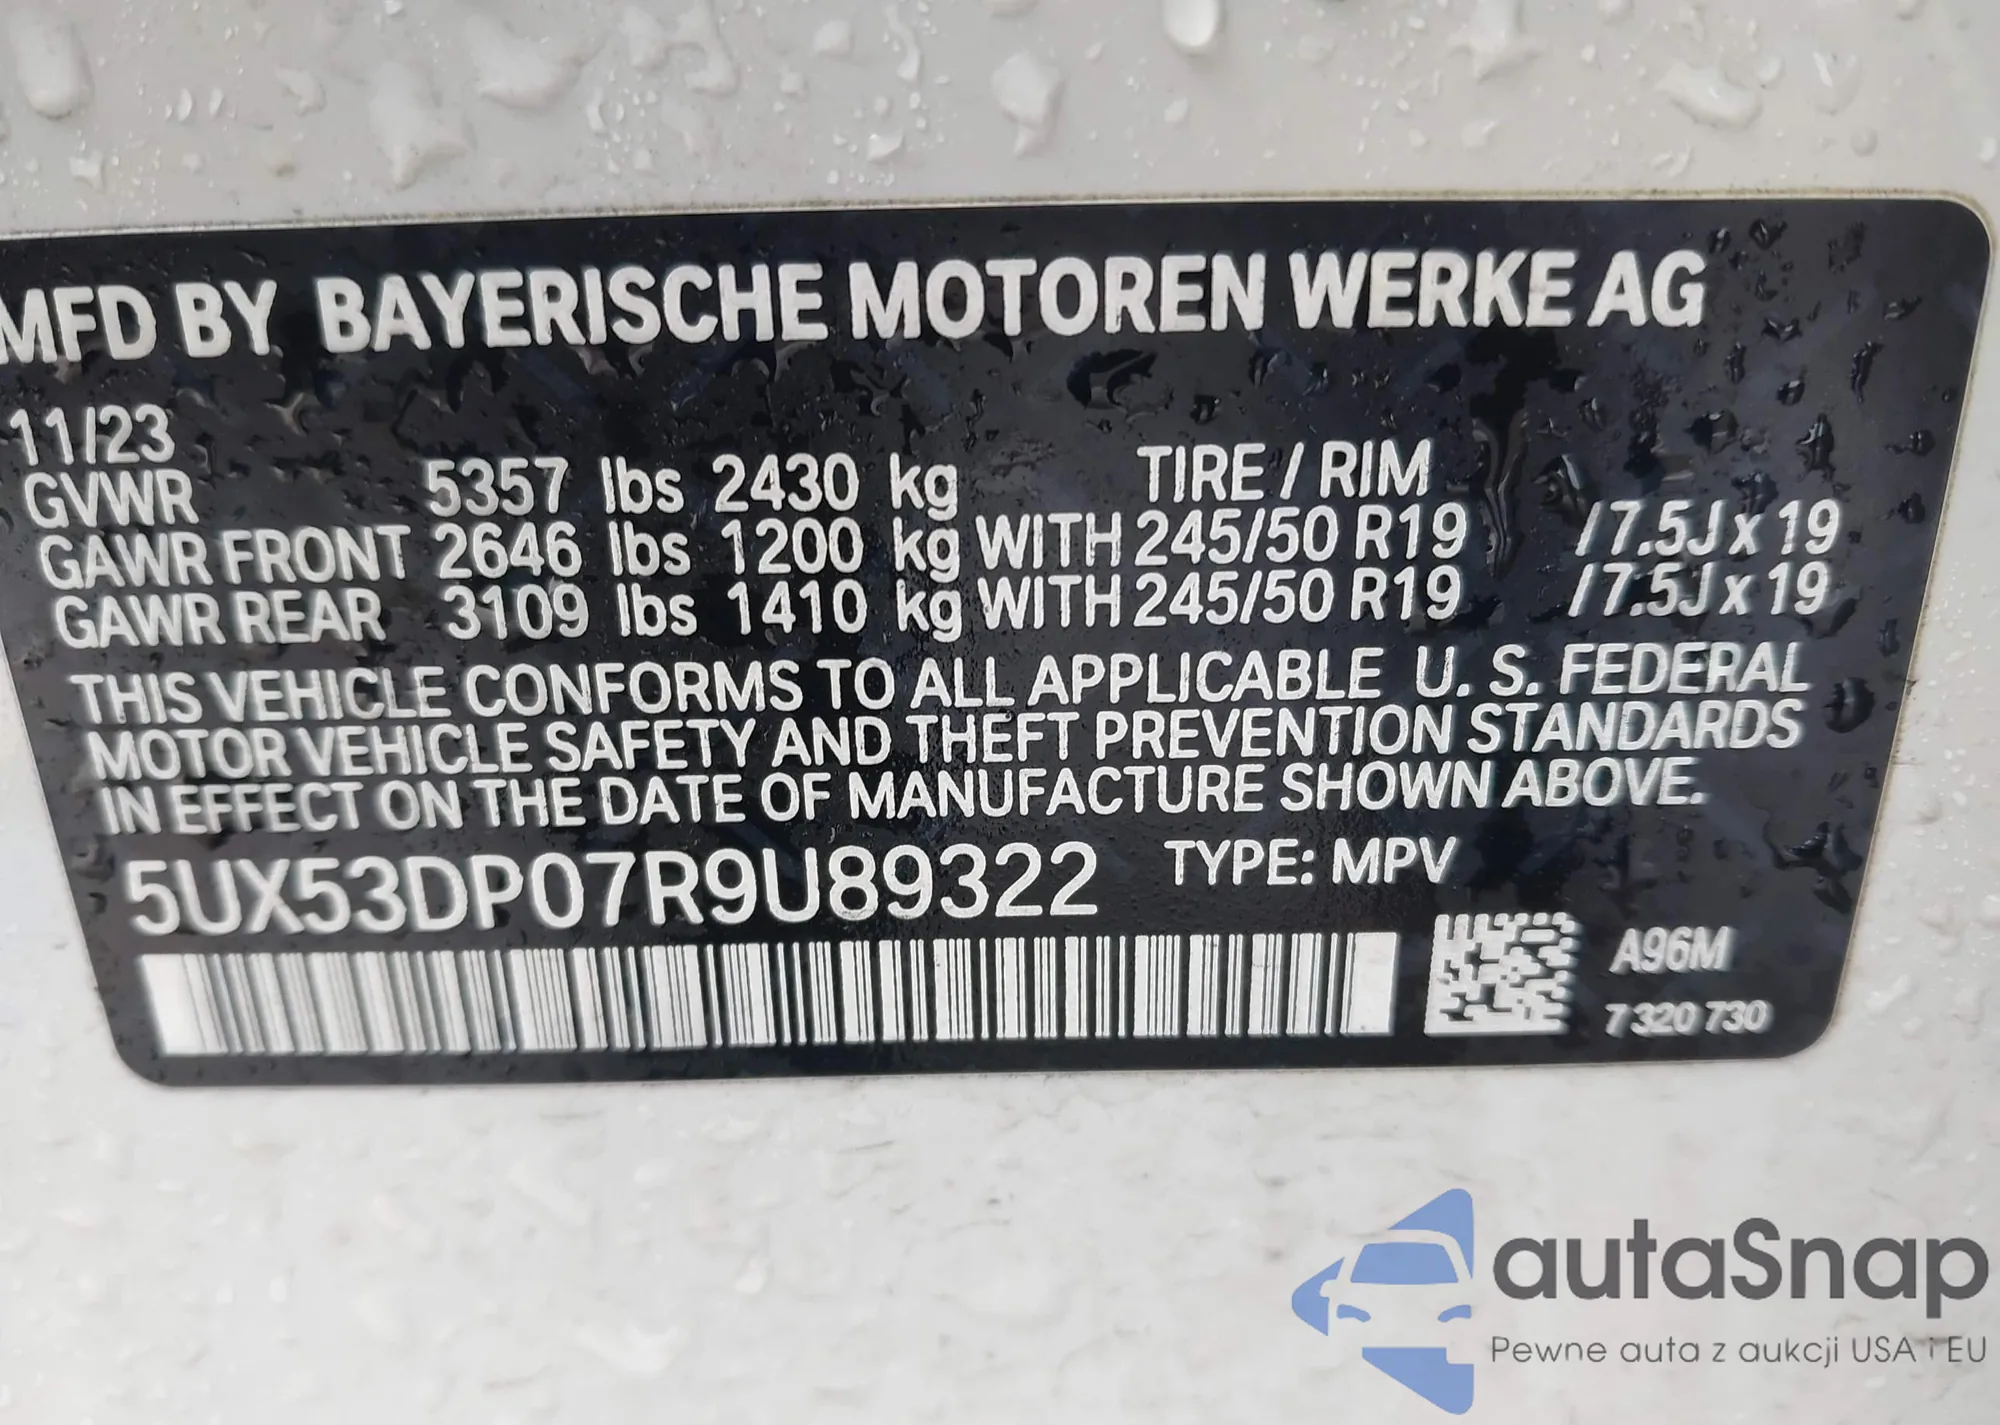 MFD BY BAYERISCHE MOTOREN WERKE AG
11/23
GVWR 5357 lbs 2430 kg TIRE / RIM
GAWR FRONT 2646 lbs 1200 kg WITH 245/50 R19 / 7.5J x 19
GAWR REAR 3109 lbs 1410 kg WITH 245/50 R19 / 7.5J x 19
THIS VEHICLE CONFORMS TO ALL APPLICABLE U. S. FEDERAL
MOTOR VEHICLE SAFETY AND THEFT PREVENTION STANDARDS
IN EFFECT ON THE DATE OF MANUFACTURE SHOWN ABOVE.
5UX53DP07R9U89322 TYPE: MPV
A96M
7 320 730
autaSnap
Pewne auta z aukcji USA i EU